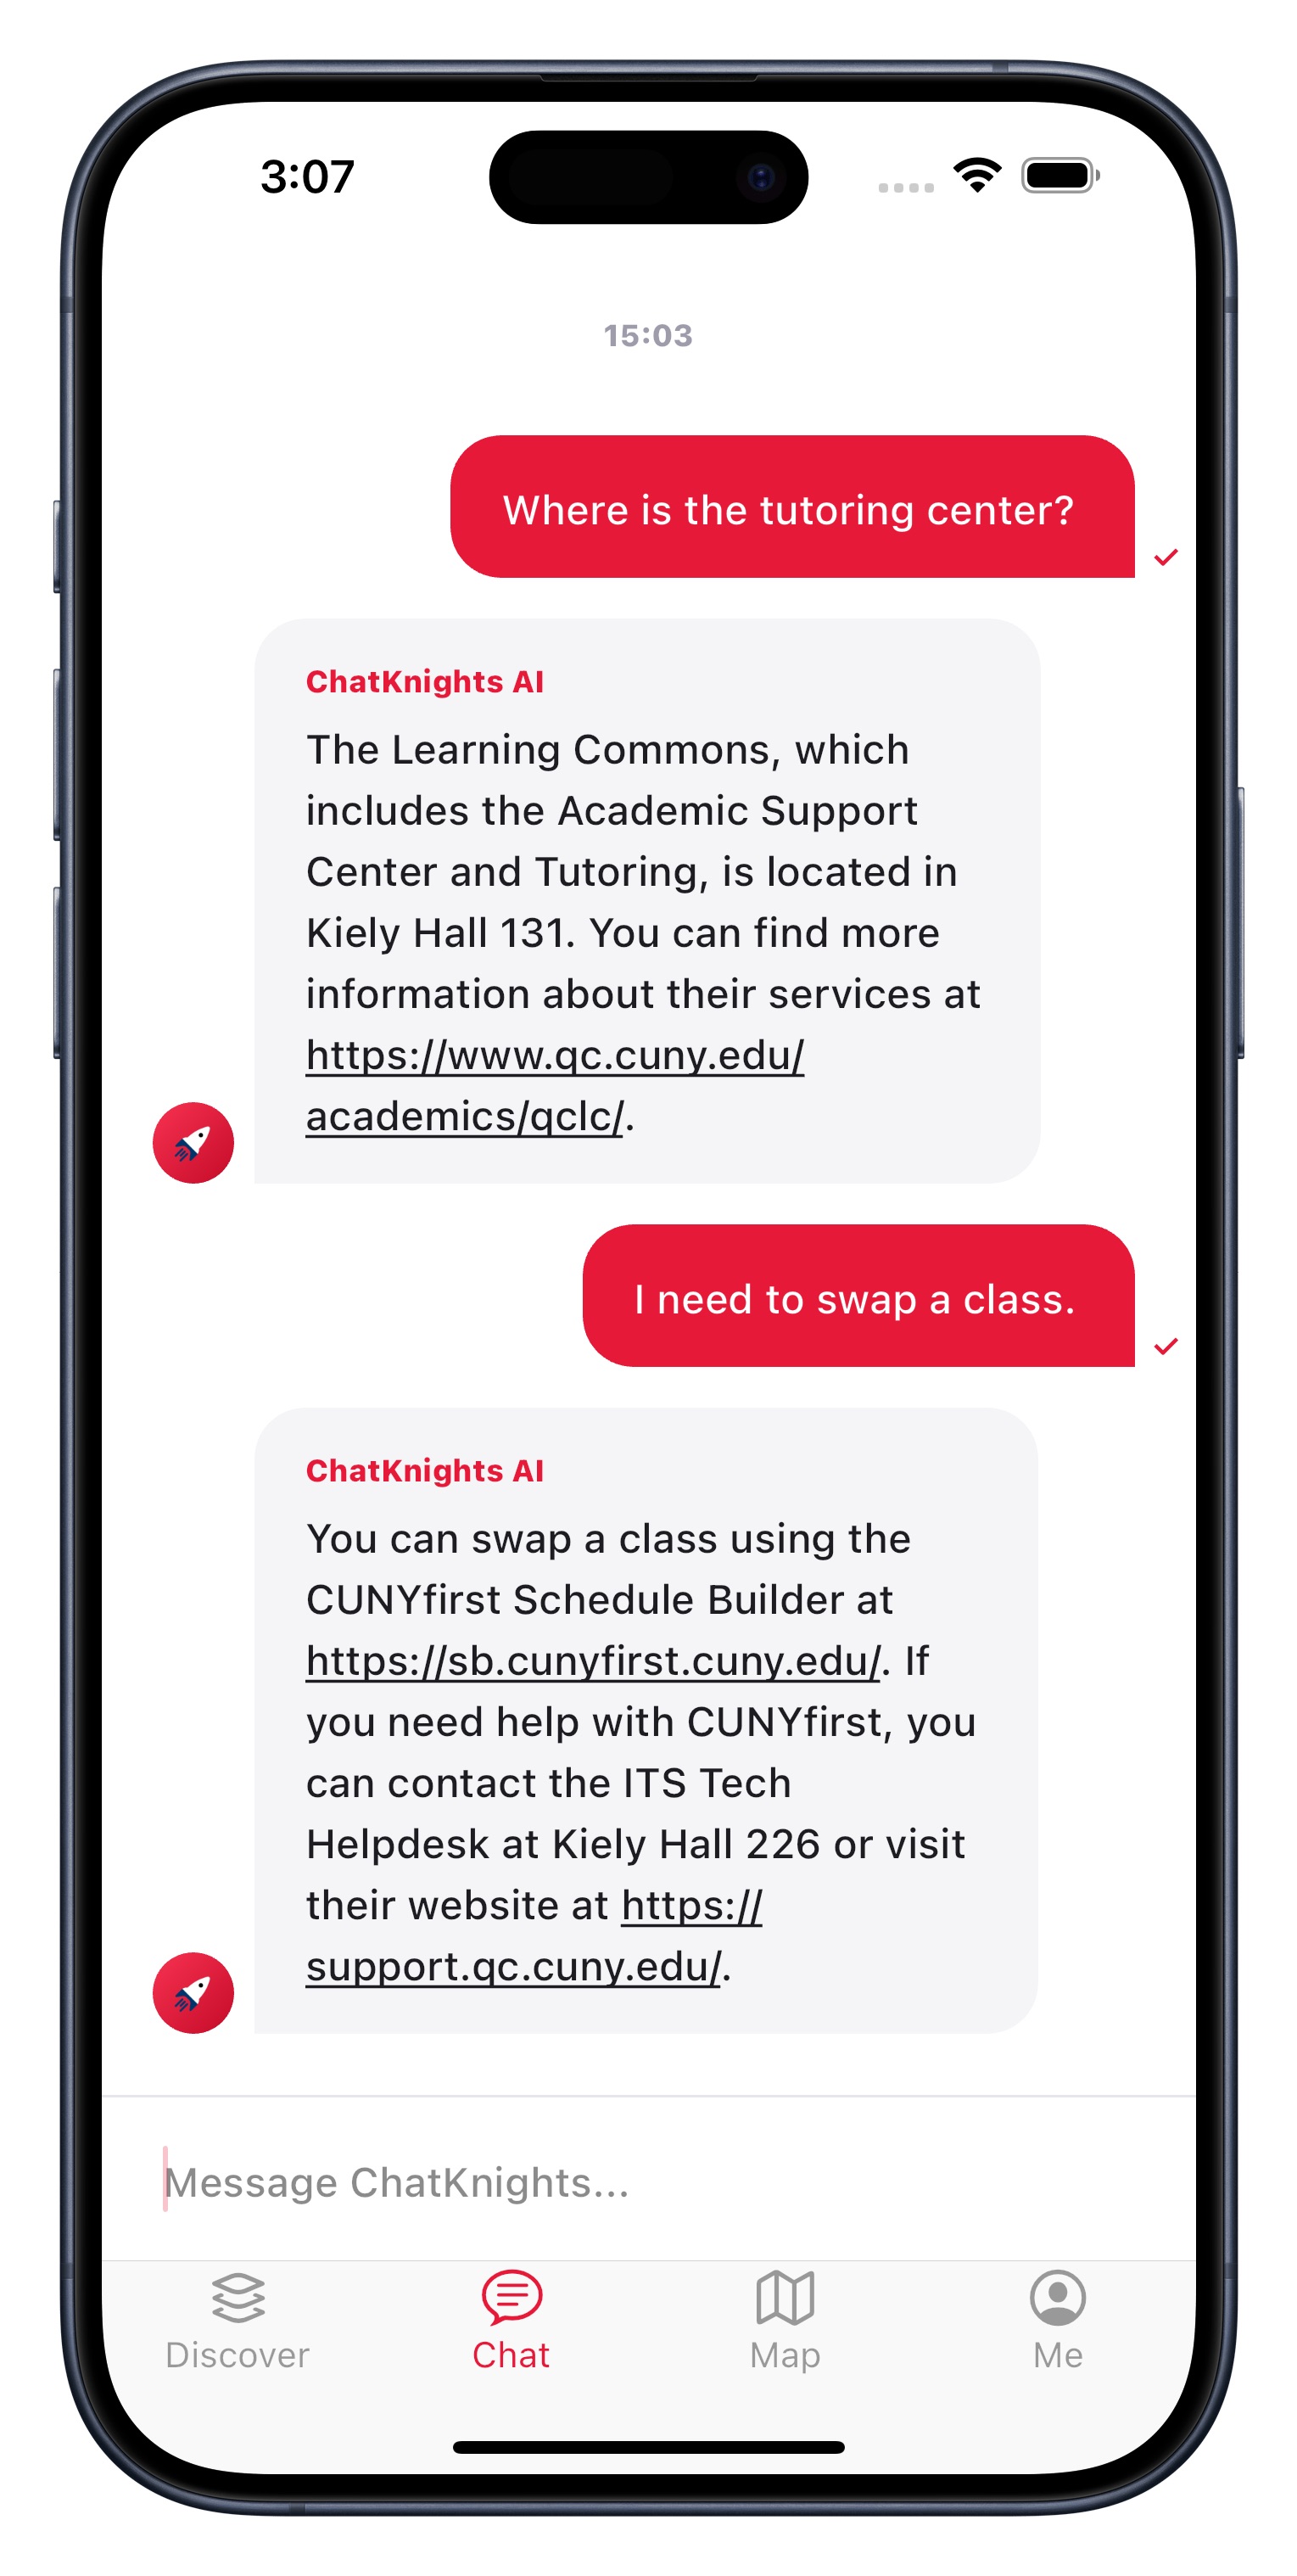 3:07
15:03
Where is the tutoring center?
ChatKnights AI
The Learning Commons, which
includes the Academic Support
Center and Tutoring, is located in
Kiely Hall 131. You can find more
information about their services at
https://www.qc.cuny.edu/
academics/qclc/.
I need to swap a class.
ChatKnights AI
You can swap a class using the
CUNYfirst Schedule Builder at
https://sb.cunyfirst.cuny.edu/. If
you need help with CUNYfirst, you
can contact the ITS Tech
Helpdesk at Kiely Hall 226 or visit
their website at https://
support.qc.cuny.edu/.
Message ChatKnights...
Discover
Chat
Map
Me